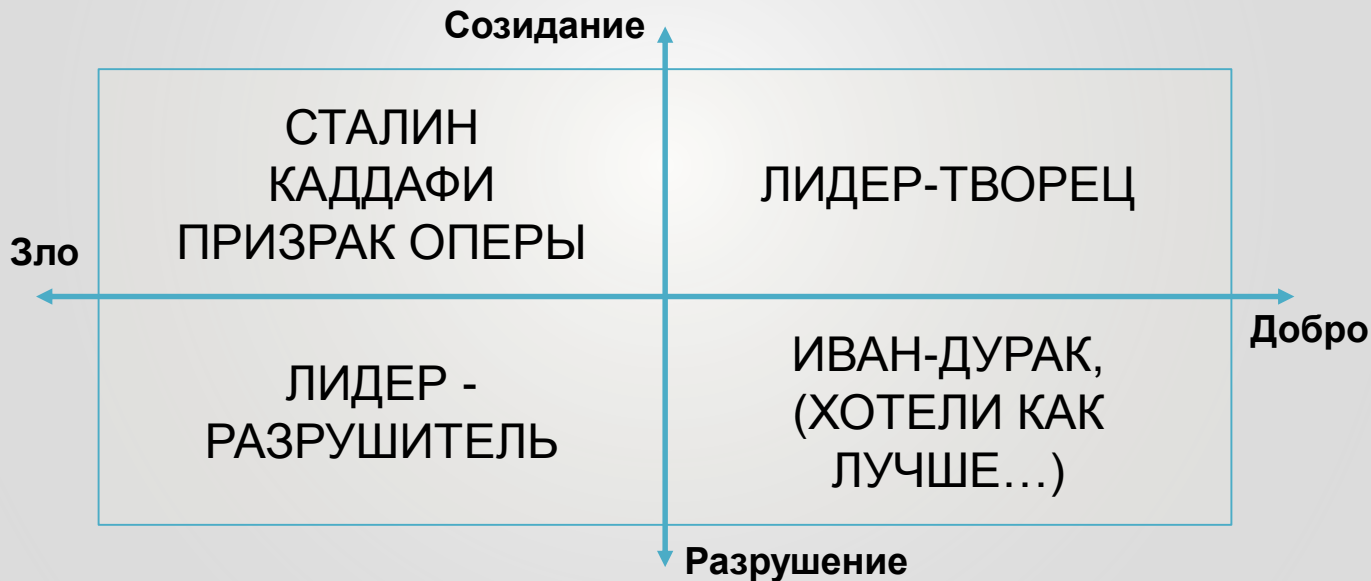 Созидание
СТАЛИН
КАДДАФИ
ПРИЗРАК ОПЕРЫ
ЛИДЕР-ТВОРЕЦ
Зло
Добро
ЛИДЕР -
РАЗРУШИТЕЛЬ
ИВАН-ДУРАК,
(ХОТЕЛИ КАК
ЛУЧШЕ...)
Разрушение